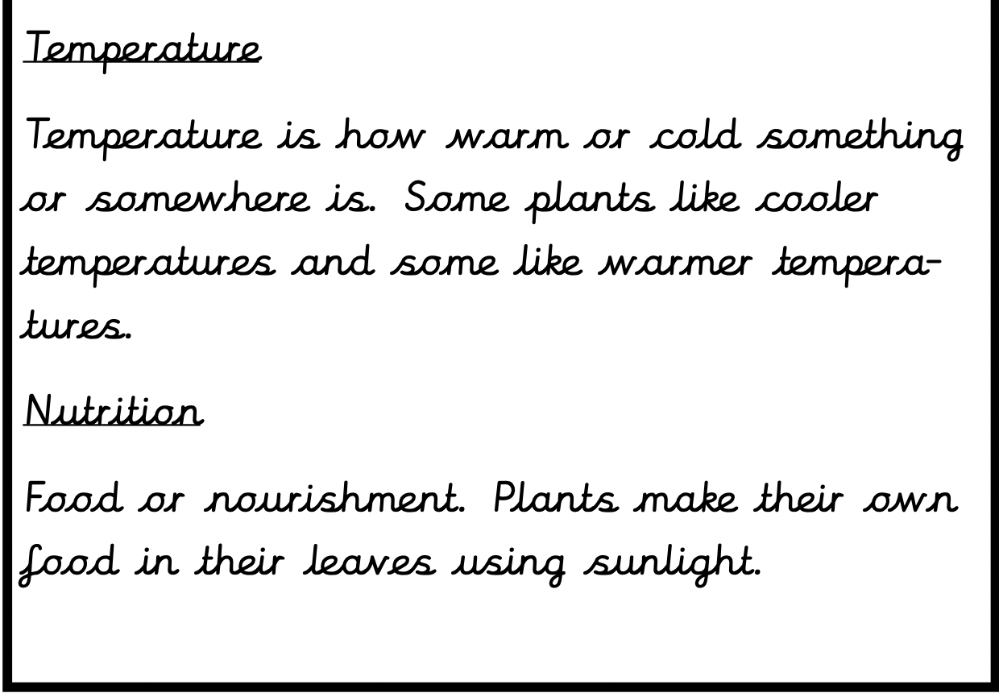 Temperature
Temperature is how warm or cold something
or somewhere is. Some plants like cooler
temperatures and some like warmer tempera-
tures.
Nutrition
Food or nourishment. Plants make their own
food in their leaves using sunlight.